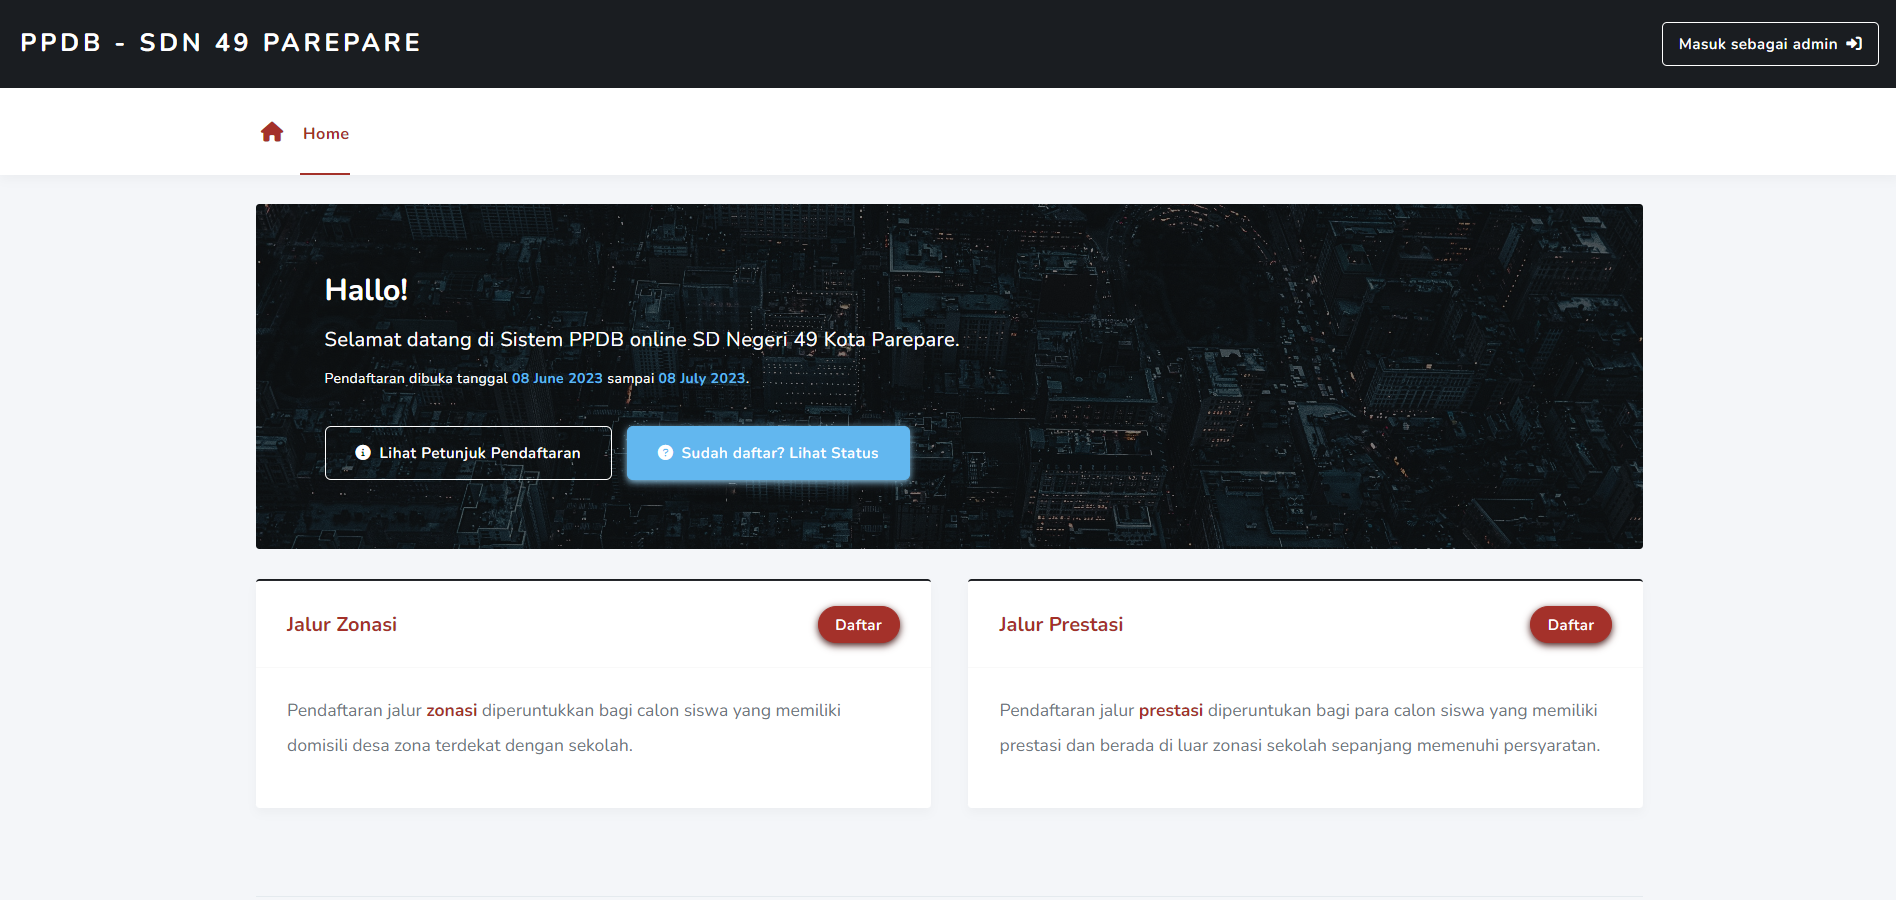 PPDB - SDN 49 PAREPARE
Masuk sebagai admin
Home
Hallo!
Selamat datang di Sistem PPDB online SD Negeri 49 Kota Parepare.
Pendaftaran dibuka tanggal 08 June 2023 sampai 08 July 2023.
Lihat Petunjuk Pendaftaran
Sudah daftar? Lihat Status
Jalur Zonasi
Daftar
Pendaftaran jalur zonasi diperuntukkan bagi calon siswa yang memiliki
domisili desa zona terdekat dengan sekolah.
Jalur Prestasi
Daftar
Pendaftaran jalur prestasi diperuntukan bagi para calon siswa yang memiliki
prestasi dan berada di luar zonasi sekolah sepanjang memenuhi persyaratan.